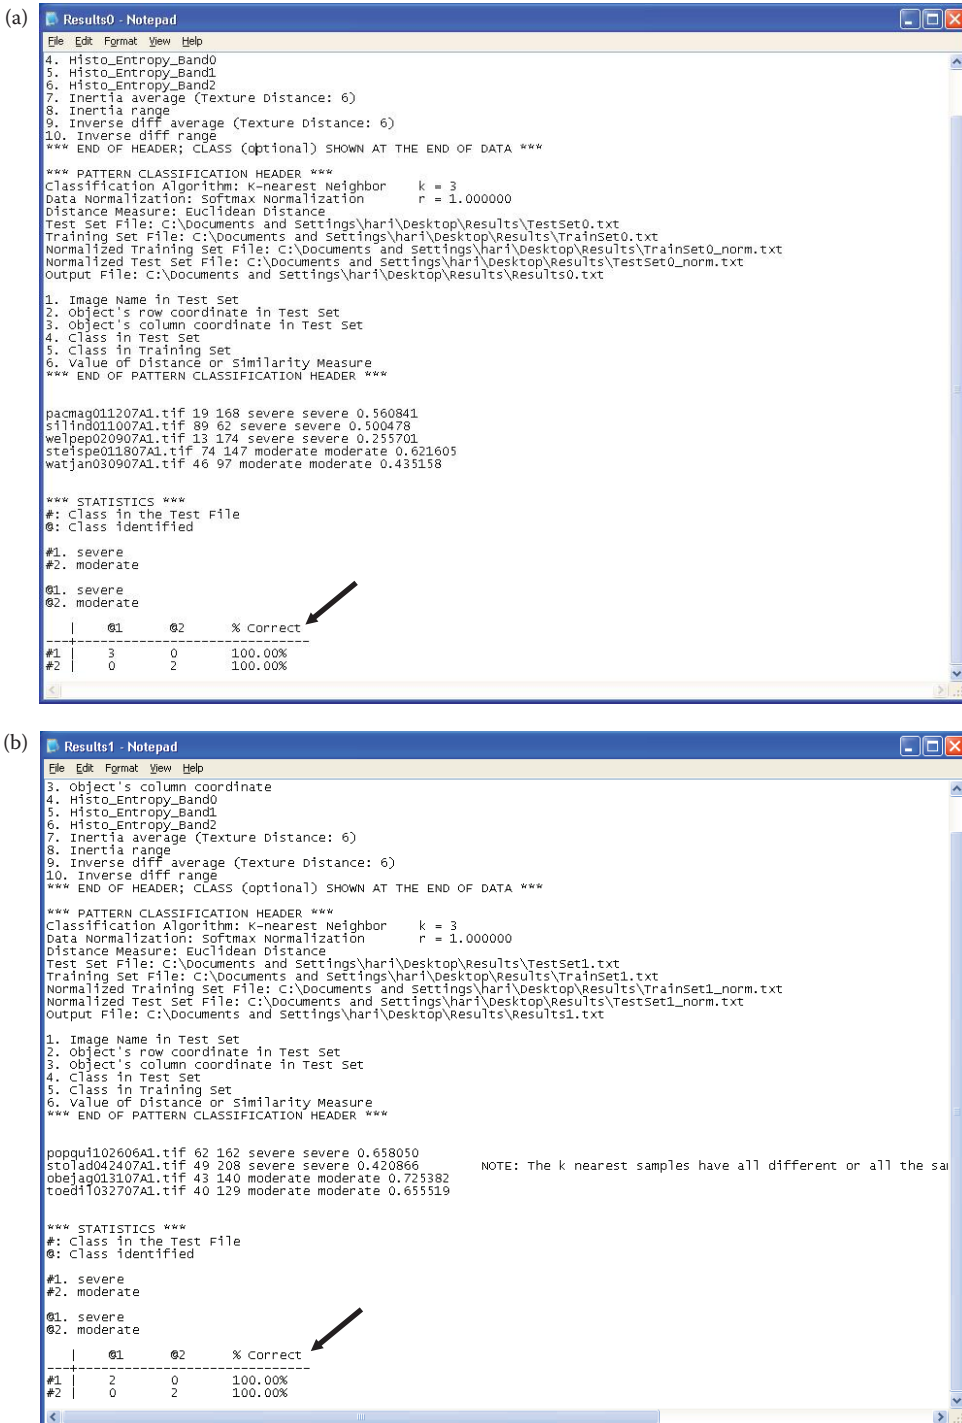 (a)
Results0 - Notepad
File Edit Format View Help
4. Histo_Entropy_Band0
5. Histo_Entropy_Band1
6. Histo_Entropy_Band2
7. Inertia average (Texture Distance: 6)
8. Inertia range
9. Inverse diff average (Texture Distance: 6)
10. Inverse diff range
*** END OF HEADER; CLASS (optional) SHOWN AT THE END OF DATA ***
*** PATTERN CLASSIFICATION HEADER ***
Classification Algorithm: K-nearest Neighbor k = 3
Data Normalization: Softmax Normalization r = 1.000000
Distance Measure: Euclidean Distance
Test Set File: C:\Documents and Settings\hari\Desktop\Results\TestSet0.txt
Training Set File: C:\Documents and Settings\hari\Desktop\Results\TrainSet0.txt
Normalized Training Set File: C:\Documents and Settings\hari\Desktop\Results\TrainSet0_norm.txt
Normalized Test Set File: C:\Documents and Settings\hari\Desktop\Results\TestSet0_norm.txt
Output File: C:\Documents and Settings\hari\Desktop\Results\Results0.txt
1. Image Name in Test Set
2. Object's row coordinate in Test Set
3. Object's column coordinate in Test Set
4. Class in Test Set
5. Class in Training Set
6. Value of Distance or Similarity Measure
*** END OF PATTERN CLASSIFICATION HEADER ***
pacmag011207A1.tif 19 168 severe severe 0.560841
silind011007A1.tif 89 62 severe severe 0.500478
welpep020907A1.tif 13 174 severe severe 0.255701
steispe011807A1.tif 74 147 moderate moderate 0.621605
watjan030907A1.tif 46 97 moderate moderate 0.435158
*** STATISTICS ***
#: Class in the Test File
@: Class identified
#1. severe
#2. moderate
@1. severe
@2. moderate
| @1 @2 % Correct
---+------------------------------
#1 | 3 0 100.00%
#2 | 0 2 100.00%
(b)
Results1 - Notepad
File Edit Format View Help
3. Object's column coordinate
4. Histo_Entropy_Band0
5. Histo_Entropy_Band1
6. Histo_Entropy_Band2
7. Inertia average (Texture Distance: 6)
8. Inertia range
9. Inverse diff average (Texture Distance: 6)
10. Inverse diff range
*** END OF HEADER; CLASS (optional) SHOWN AT THE END OF DATA ***
*** PATTERN CLASSIFICATION HEADER ***
Classification Algorithm: K-nearest Neighbor k = 3
Data Normalization: Softmax Normalization r = 1.000000
Distance Measure: Euclidean Distance
Test Set File: C:\Documents and Settings\hari\Desktop\Results\TestSet1.txt
Training Set File: C:\Documents and Settings\hari\Desktop\Results\TrainSet1.txt
Normalized Training Set File: C:\Documents and Settings\hari\Desktop\Results\TrainSet1_norm.txt
Normalized Test Set File: C:\Documents and Settings\hari\Desktop\Results\TestSet1_norm.txt
Output File: C:\Documents and Settings\hari\Desktop\Results\Results1.txt
1. Image Name in Test Set
2. Object's row coordinate in Test Set
3. Object's column coordinate in Test Set
4. Class in Test Set
5. Class in Training Set
6. Value of Distance or Similarity Measure
*** END OF PATTERN CLASSIFICATION HEADER ***
popqui102606A1.tif 62 162 severe severe 0.658050
stolad042407A1.tif 49 208 severe severe 0.420866 NOTE: The k nearest samples have all different or all the sa
obejag013107A1.tif 43 140 moderate moderate 0.725382
toedil032707A1.tif 40 129 moderate moderate 0.655519
*** STATISTICS ***
#: Class in the Test File
@: Class identified
#1. severe
#2. moderate
@1. severe
@2. moderate
| @1 @2 % Correct
---+------------------------------
#1 | 2 0 100.00%
#2 | 0 2 100.00%